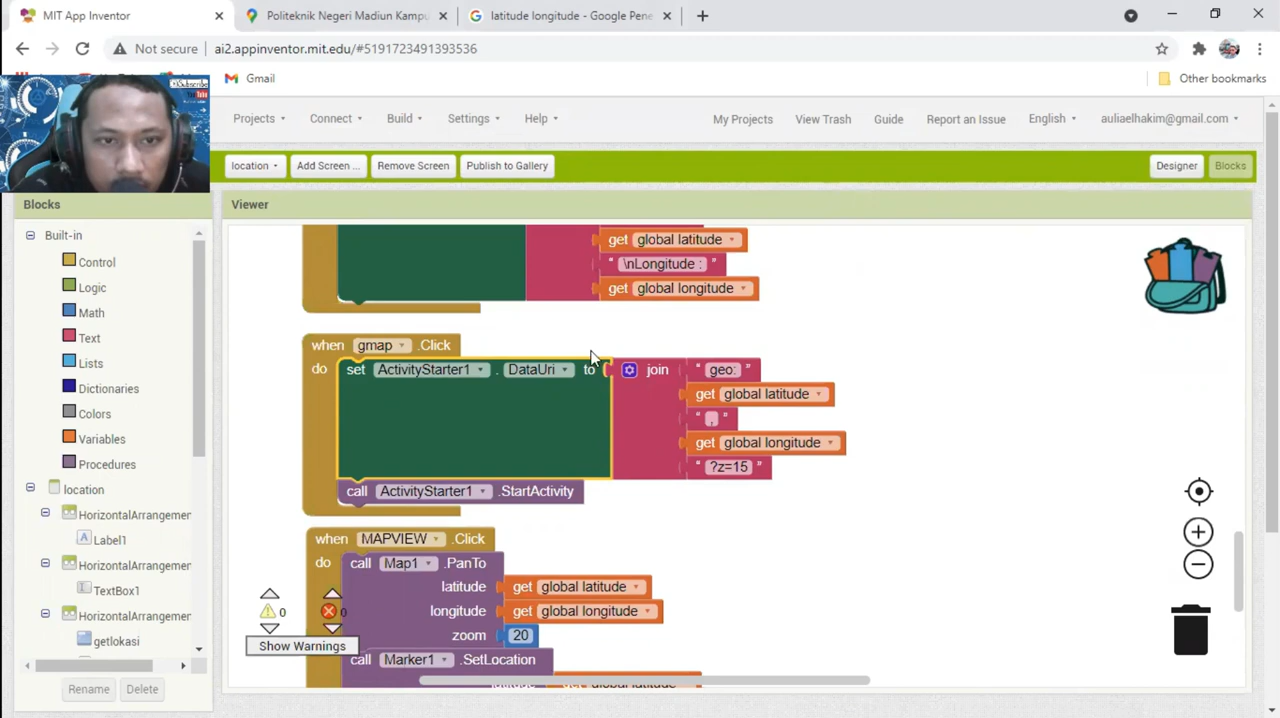 MIT App Inventor
Politeknik Negeri Madiun Kampu
latitude longitude - Google Pene
Not secure
ai2.appinventor.mit.edu/#5191723491393536
Gmail
Other bookmarks
Subscribe
Projects
Connect
Build
Settings
Help
My Projects
View Trash
Guide
Report an Issue
English
auliaelhakim@gmail.com
location
Add Screen ...
Remove Screen
Publish to Gallery
Designer
Blocks
Blocks
Viewer
Built-in
Control
Logic
Math
Text
Lists
Dictionaries
Colors
Variables
Procedures
location
HorizontalArrangemen
Label1
HorizontalArrangemen
TextBox1
HorizontalArrangemen
getlokasi
Rename
Delete
get global latitude
" \nLongitude : "
get global longitude
when gmap .Click
do set ActivityStarter1 . DataUri to join " geo: "
get global latitude
" , "
get global longitude
" ?z=15 "
call ActivityStarter1 .StartActivity
when MAPVIEW .Click
do call Map1 .PanTo
latitude get global latitude
longitude get global longitude
zoom 20
call Marker1 .SetLocation
0
0
Show Warnings